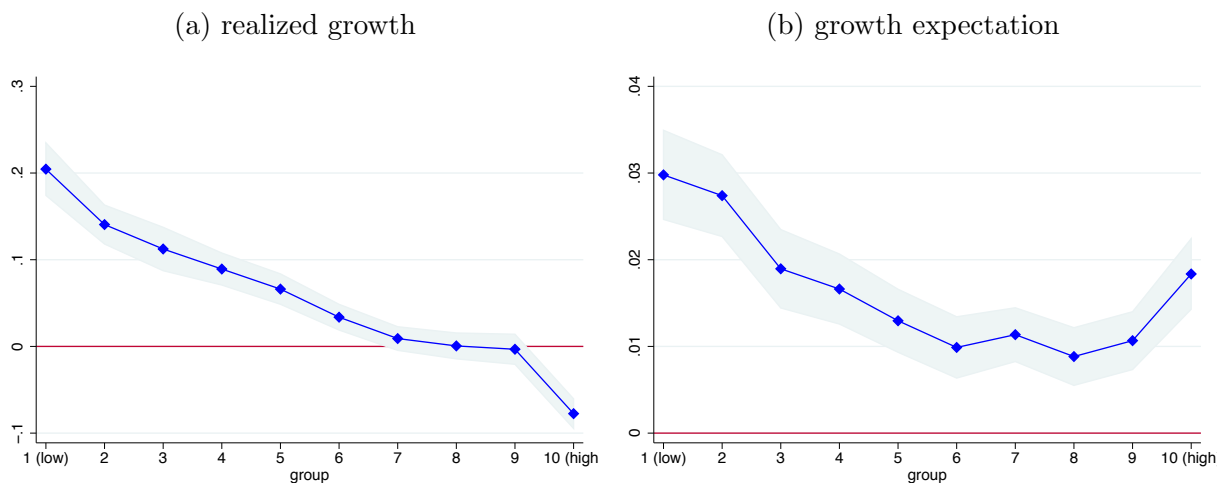 (a) realized growth
.3
.2
.1
0
-.1
1 (low) 2 3 4 5 6 7 8 9 10 (high
group
(b) growth expectation
.04
.03
.02
.01
0
1 (low) 2 3 4 5 6 7 8 9 10 (high
group